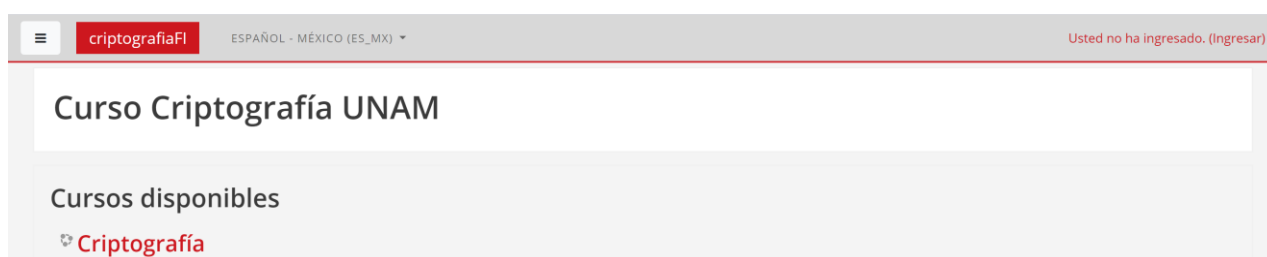 criptografiaFI ESPAÑOL - MÉXICO (ES_MX) Usted no ha ingresado. (Ingresar)
Curso Criptografía UNAM
Cursos disponibles
Criptografía